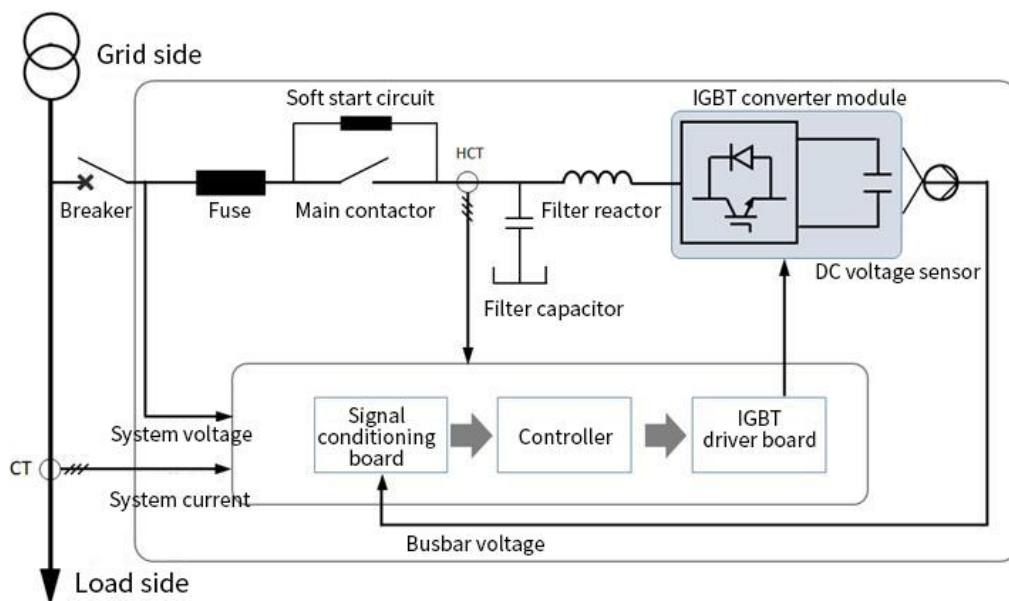 Grid side
Soft start circuit
IGBT converter module
HCT
Breaker
Fuse
Main contactor
Filter reactor
DC voltage sensor
Filter capacitor
Signal
conditioning
board
Controller
IGBT
driver board
System voltage
CT
System current
Busbar voltage
Load side